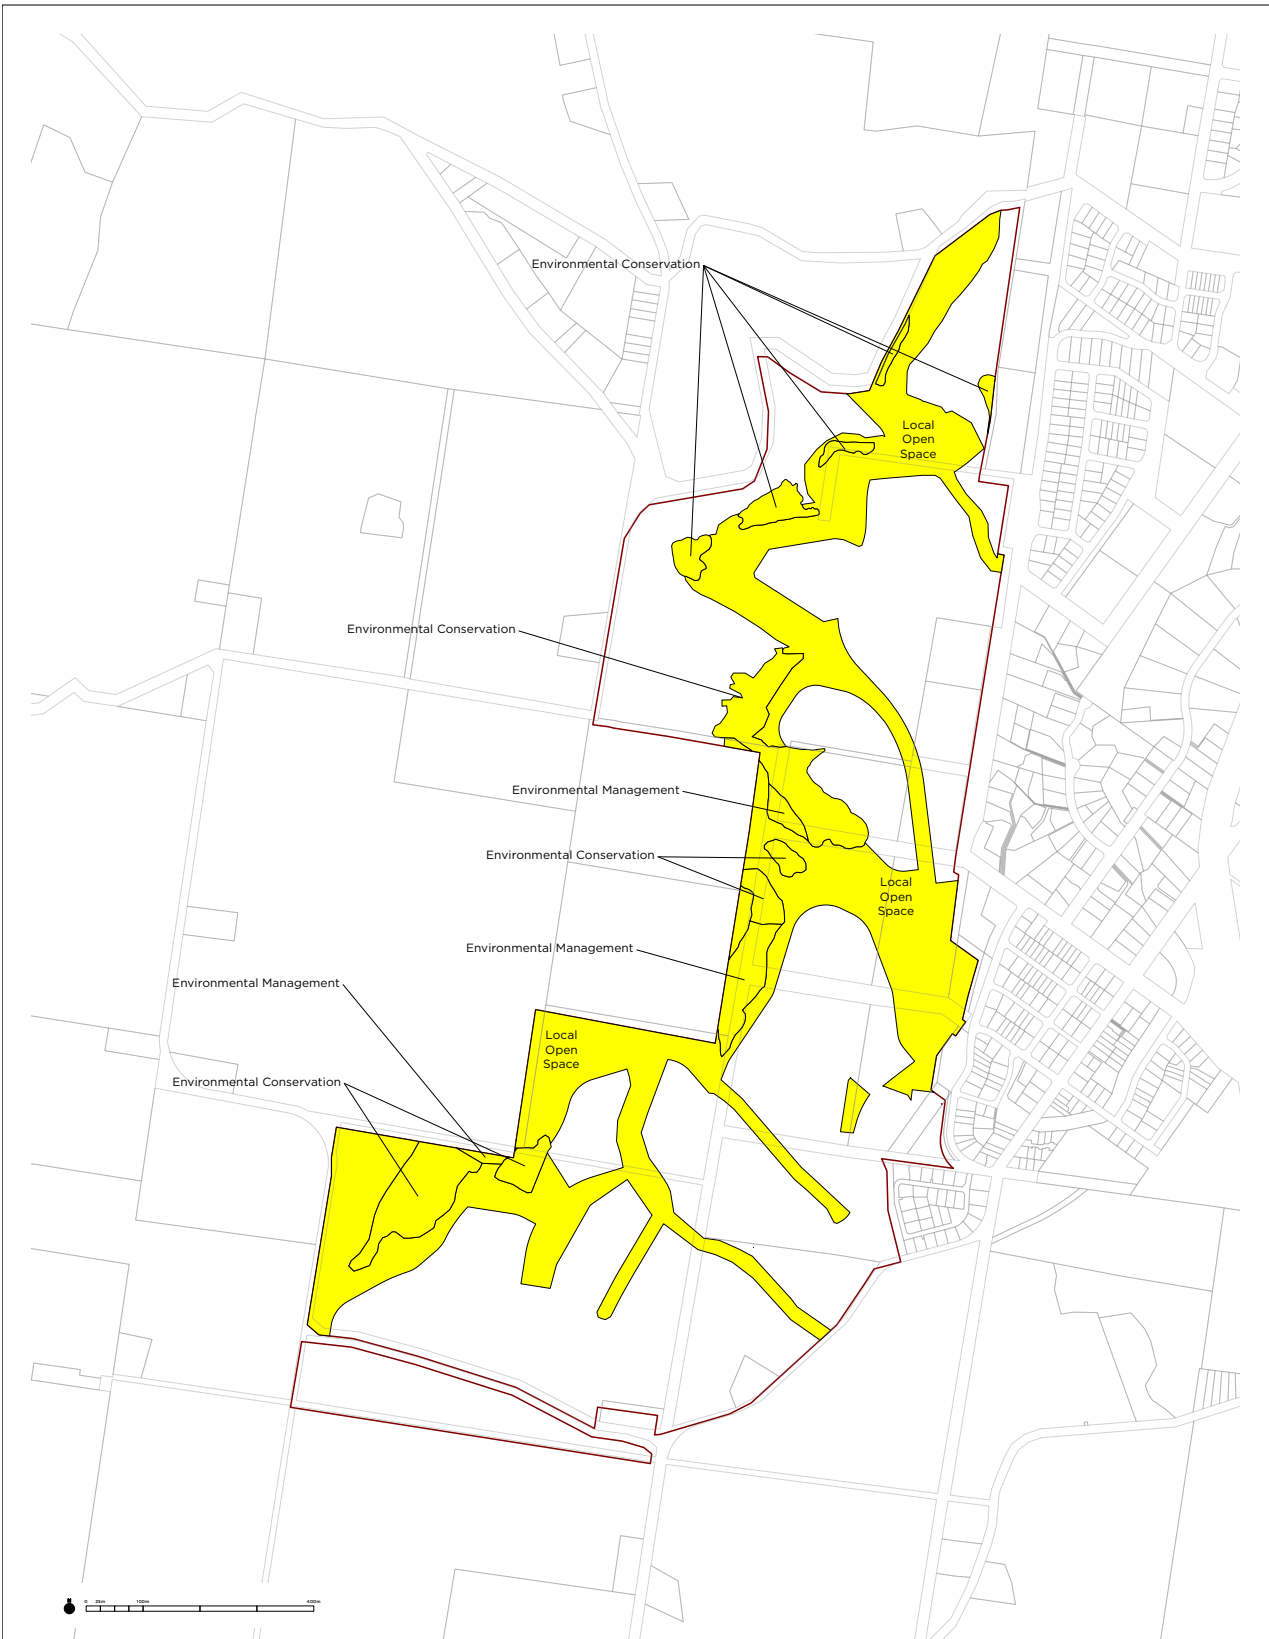 Environmental Conservation
Local
Open
Space
Environmental Conservation
Environmental Management
Environmental Conservation
Local
Open
Space
Environmental Management
Environmental Management
Local
Open
Space
Environmental Conservation
N
0 25m 100m 400m